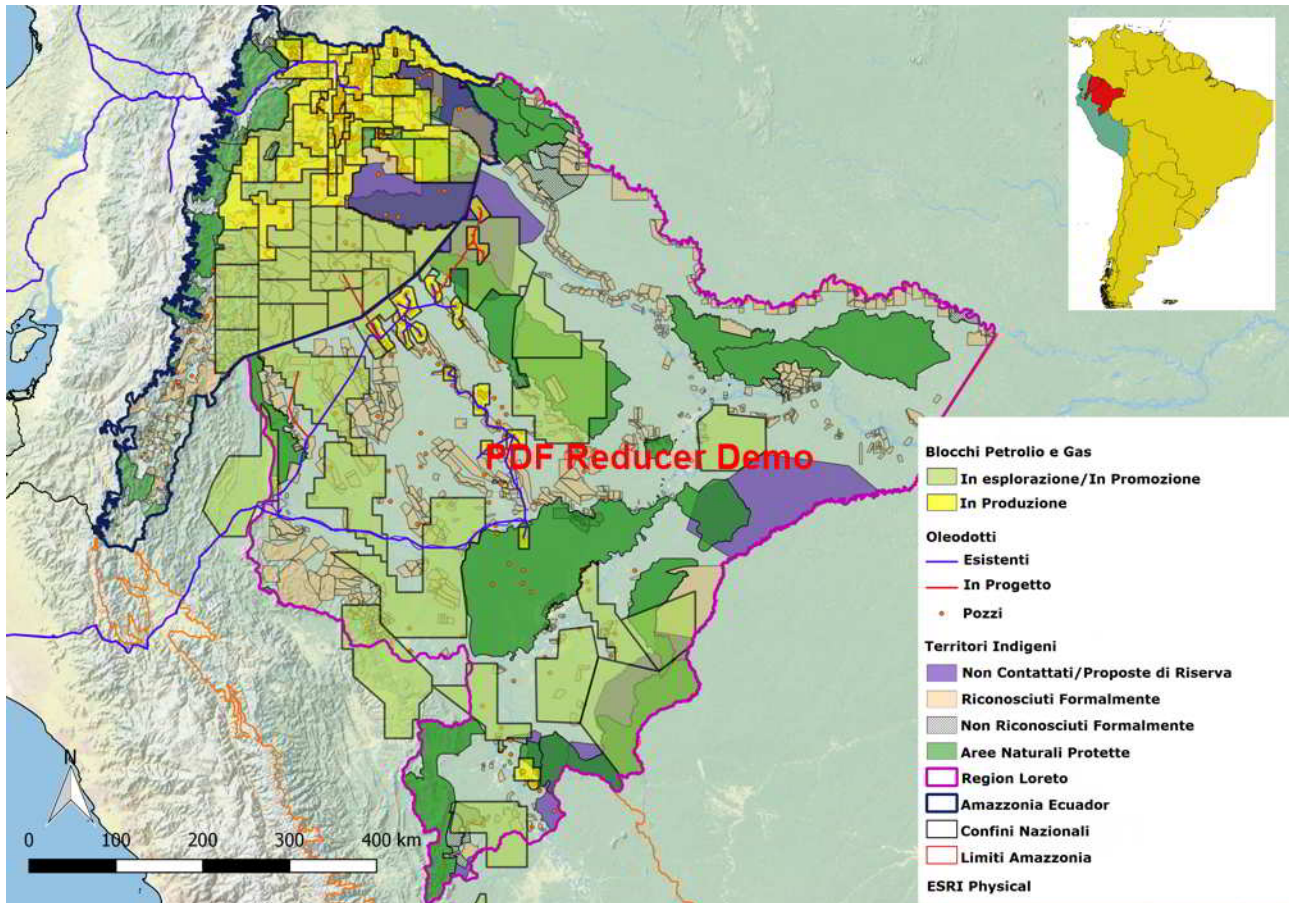 PDF Reducer Demo
Blocchi Petrolio e Gas
In esplorazione/In Promozione
In Produzione
Oleodotti
Esistenti
In Progetto
Pozzi
Territori Indigeni
Non Contattati/Proposte di Riserva
Riconosciuti Formalmente
Non Riconosciuti Formalmente
Aree Naturali Protette
Region Loreto
Amazzonia Ecuador
Confini Nazionali
Limiti Amazzonia
ESRI Physical
N
0 100 200 300 400 km